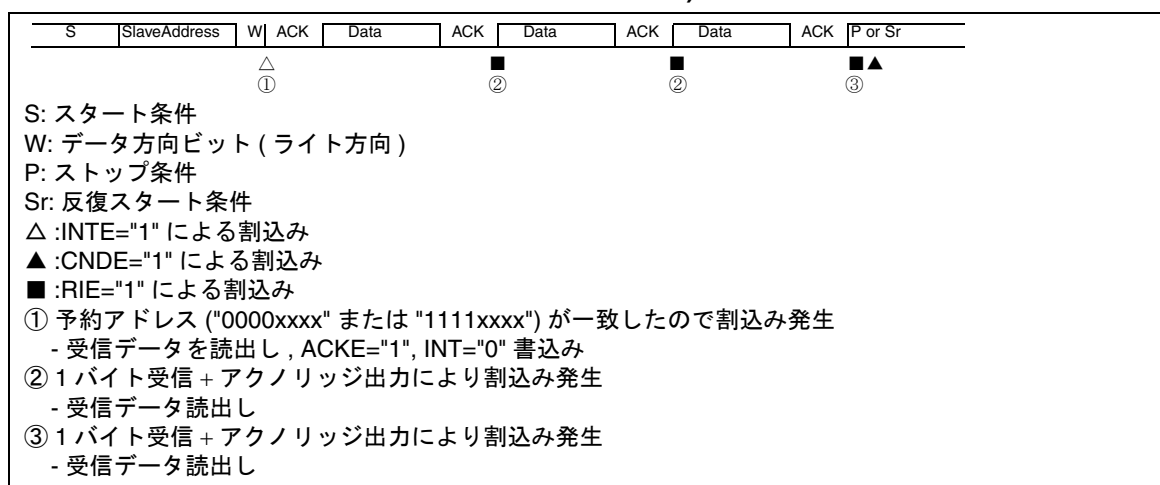 S SlaveAddress W ACK Data ACK Data ACK Data ACK P or Sr
△ ■ ■ ■▲
① ② ② ③
S: スタート条件
W: データ方向ビット ( ライト方向 )
P: ストップ条件
Sr: 反復スタート条件
△ :INTE="1" による割込み
▲ :CNDE="1" による割込み
■ :RIE="1" による割込み
① 予約アドレス ("0000xxxx" または "1111xxxx") が一致したので割込み発生
- 受信データを読出し , ACKE="1", INT="0" 書込み
② 1 バイト受信 + アクノリッジ出力により割込み発生
- 受信データ読出し
③ 1 バイト受信 + アクノリッジ出力により割込み発生
- 受信データ読出し